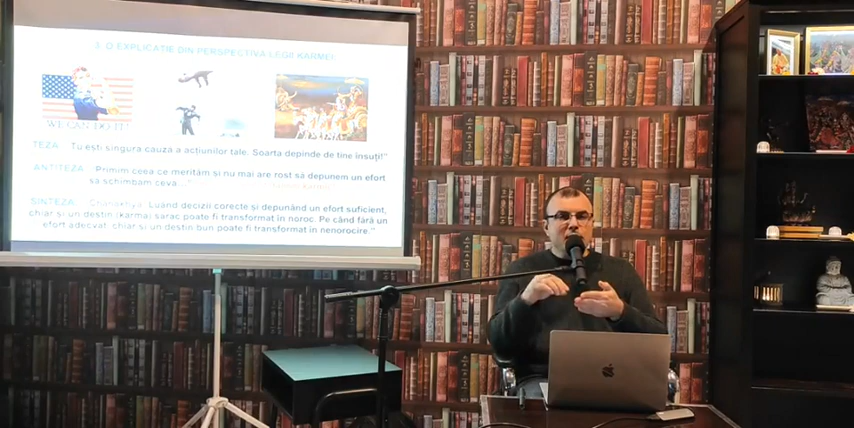 3. O EXPLICAȚIE DIN PERSPECTIVA LEGII KARMEI:
WE CAN DO IT!
TEZA: "Tu ești singura cauza a acțiunilor tale. Soarta depinde de tine însuți!"
ANTITEZA: "Primim ceea ce merităm și nu mai are rost să depunem un efort
să schimbăm ceva..."
SINTEZA: Chanakhya: Luând decizii corecte și depunând un efort suficient,
chiar și un destin (karma) sarac poate fi transformat în noroc. Pe când fără un
efort adecvat, chiar și un destin bun poate fi transformat în nenorocire."